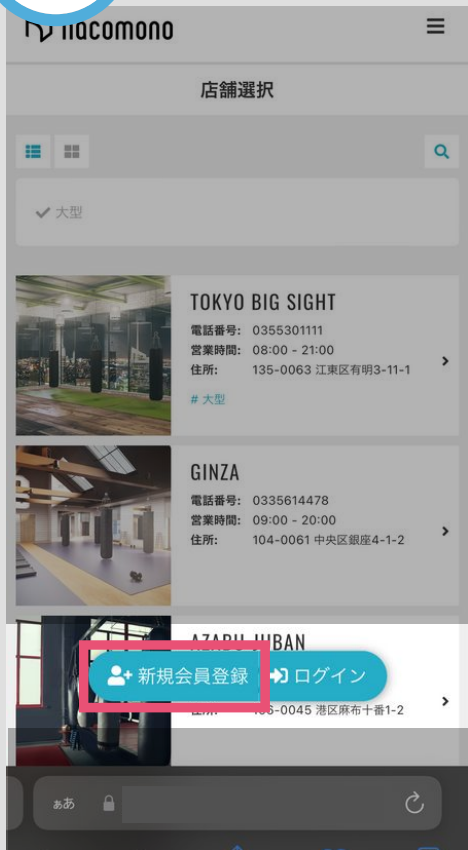 nacomono
店舗選択
大型
TOKYO BIG SIGHT
電話番号: 0355301111
営業時間: 08:00 - 21:00
住所: 135-0063 江東区有明3-11-1
# 大型
GINZA
電話番号: 0335614478
営業時間: 09:00 - 20:00
住所: 104-0061 中央区銀座4-1-2
AZABU JUBAN
新規会員登録 ログイン
住所: 106-0045 港区麻布十番1-2
ぁあ